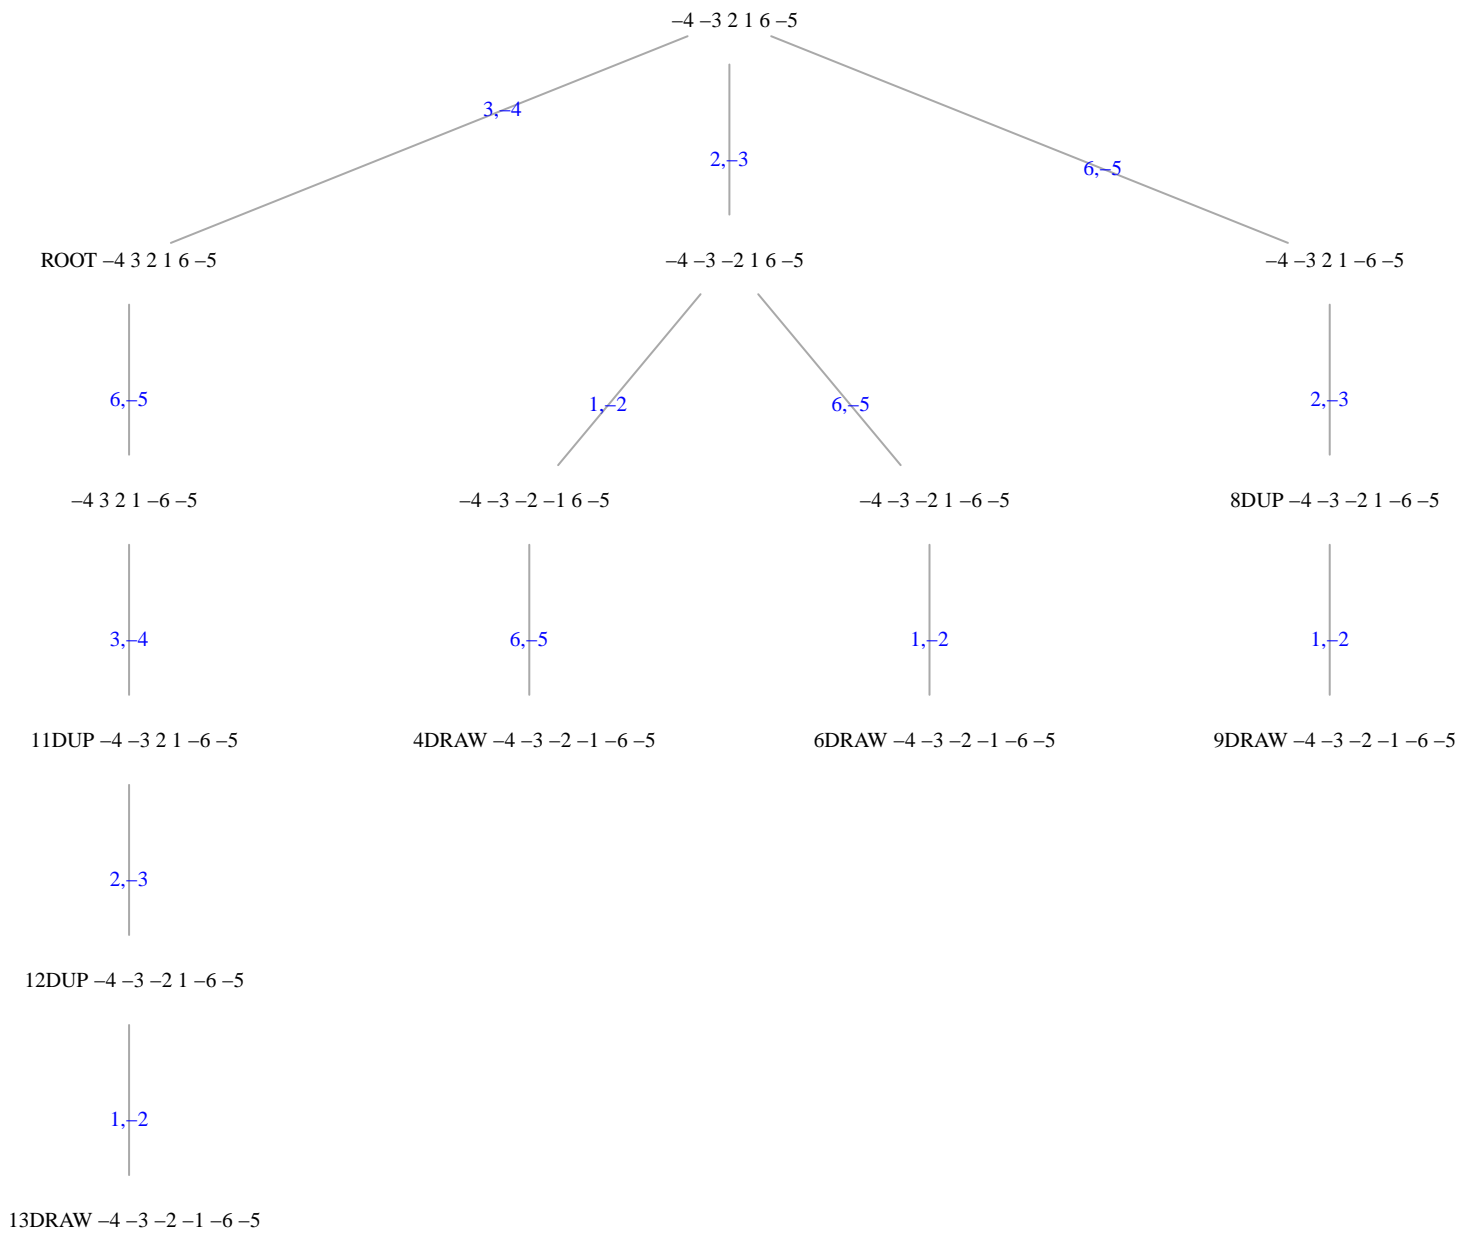 –4 –3 2 1 6 –5
3,–4
2,–3
6,–5
ROOT –4 3 2 1 6 –5
–4 –3 –2 1 6 –5
–4 –3 2 1 –6 –5
6,–5
1,–2
6,–5
2,–3
–4 3 2 1 –6 –5
–4 –3 –2 –1 6 –5
–4 –3 –2 1 –6 –5
8DUP –4 –3 –2 1 –6 –5
3,–4
6,–5
1,–2
1,–2
11DUP –4 –3 2 1 –6 –5
4DRAW –4 –3 –2 –1 –6 –5
6DRAW –4 –3 –2 –1 –6 –5
9DRAW –4 –3 –2 –1 –6 –5
2,–3
12DUP –4 –3 –2 1 –6 –5
1,–2
13DRAW –4 –3 –2 –1 –6 –5